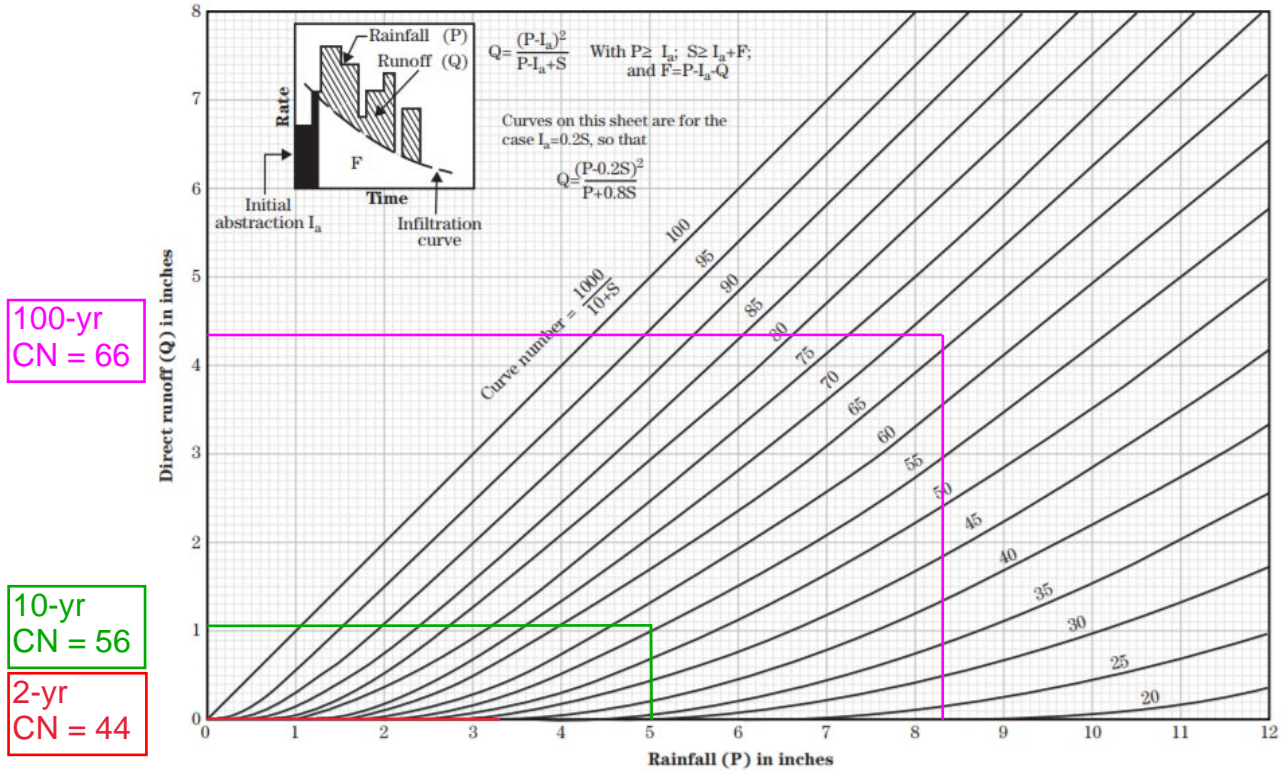 8
7
6
5
4
3
2
1
0
Direct runoff (Q) in inches
100-yr
CN = 66
10-yr
CN = 56
2-yr
CN = 44
Rate
Rainfall (P)
Runoff (Q)
F
Time
Initial
abstraction Iₐ
Infiltration
curve
Q=(P-Iₐ)²
P-Iₐ+S
With P≥ Iₐ; S≥ Iₐ+F;
and F=P-Iₐ-Q
Curves on this sheet are for the
case Iₐ=0.2S, so that
Q=(P-0.2S)²
P+0.8S
Curve number = 1000
10+S
100
95
90
85
80
75
70
65
60
55
50
45
40
35
30
25
20
0 1 2 3 4 5 6 7 8 9 10 11 12
Rainfall (P) in inches